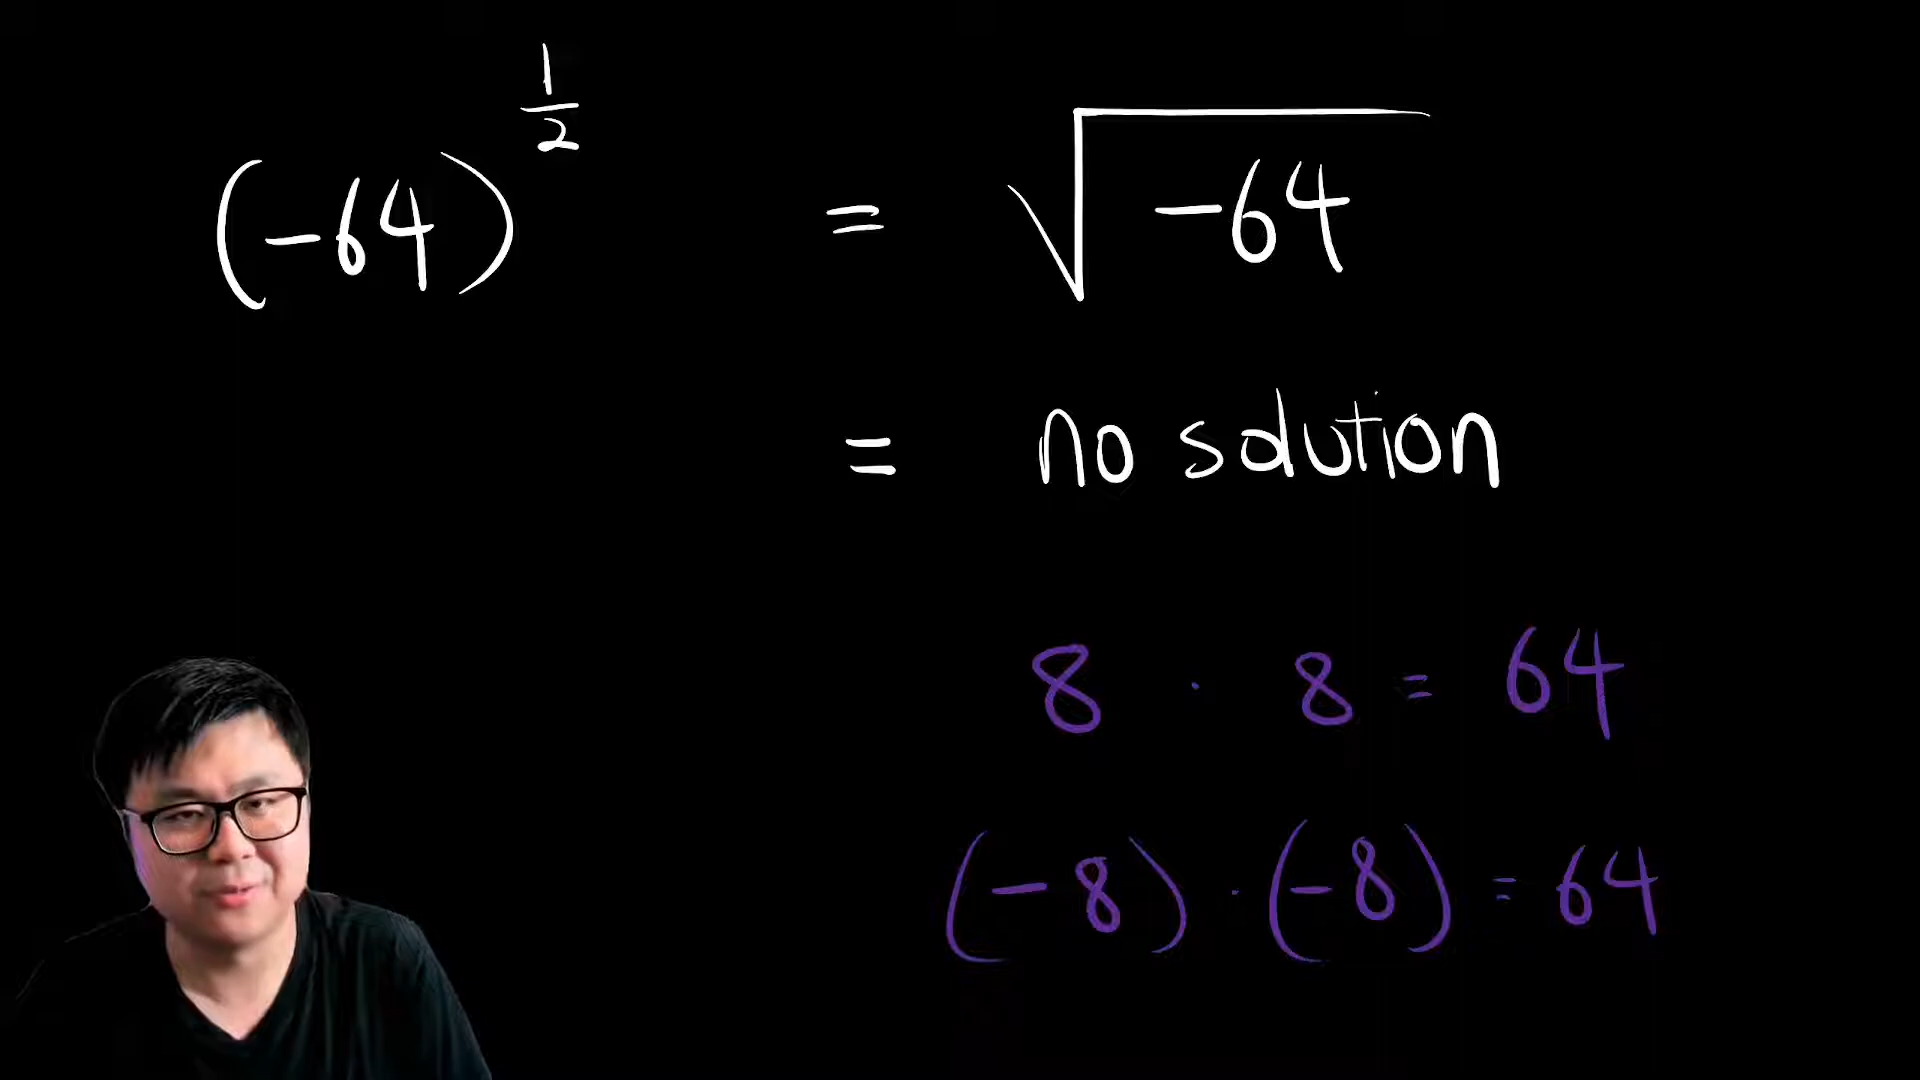 (-64)^(1/2) = √-64
= no solution
8 · 8 = 64
(-8) · (-8) = 64